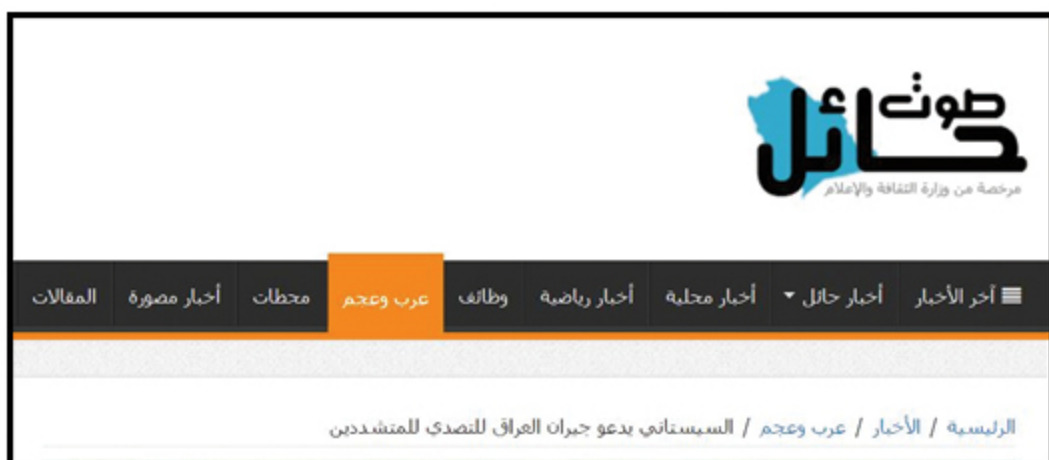 صوت
حائل
مرخصة من وزارة الثقافة والإعلام
آخر الأخبار أخبار حائل أخبار محلية أخبار رياضية وظائف عرب وعجم محطات أخبار مصورة المقالات
الرئيسية / الأخبار / عرب وعجم / السيستاني يدعو جيران العراق للتصدي للمتشددين